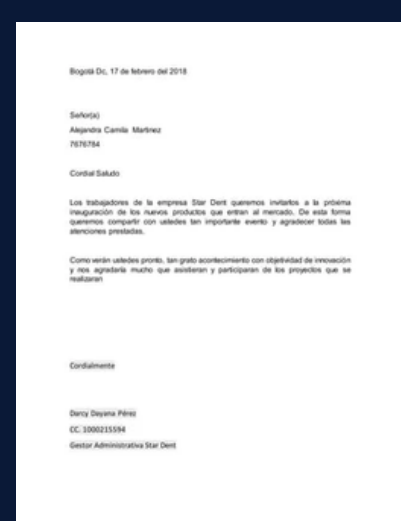 Bogotá Dc, 17 de febrero del 2018
Señor(a)
Alejandra Camila Martinez
7676784
Cordial Saludo
Los trabajadores de la empresa Star Dent queremos invitarlos a la próxima
inauguración de los nuevos productos que entran al mercado. De esta forma
queremos compartir con ustedes tan importante evento y agradecer todas las
atenciones prestadas.
Como verán ustedes pronto, tan grato acontecimiento con objetividad de innovación
y nos agradaría mucho que asistieran y participaran de los proyectos que se
realizaran
Cordialmente
Darcy Dayana Pérez
CC. 1000215594
Gestor Administrativa Star Dent